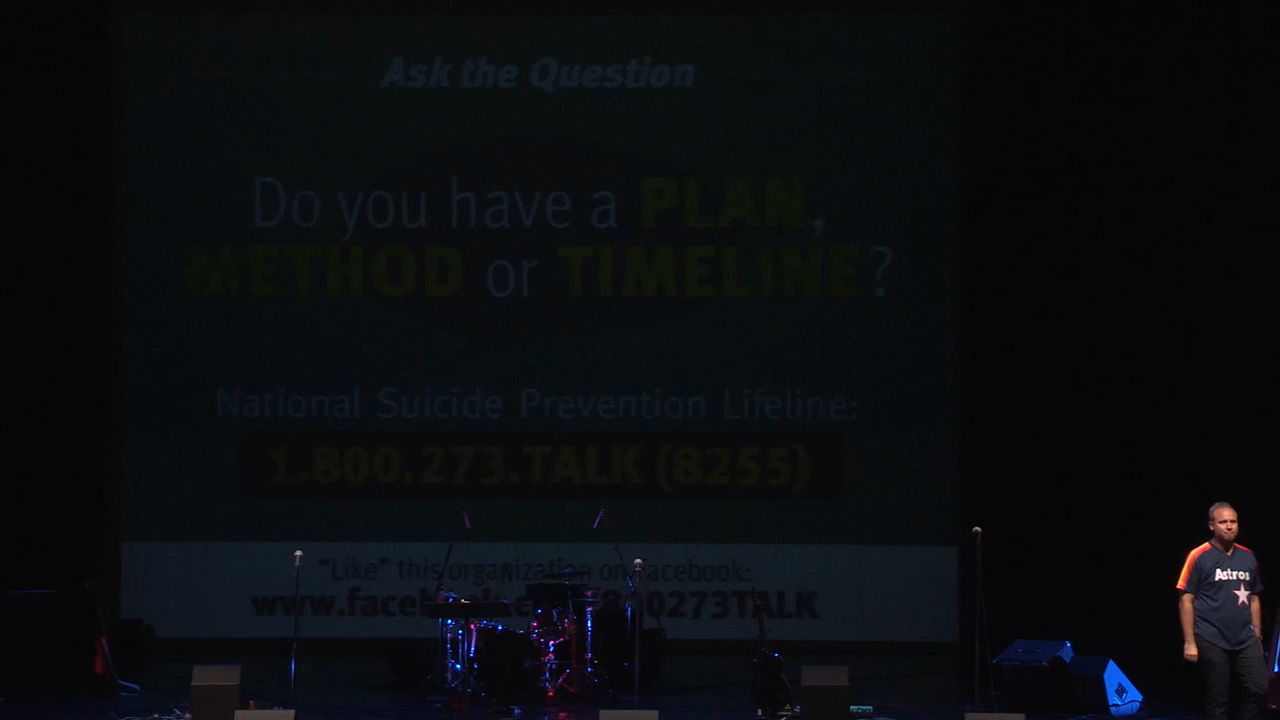 Ask the Question
Do you have a PLAN,
METHOD or TIMELINE?
National Suicide Prevention Lifeline:
1.800.273.TALK (8255)
"Like" this organization on facebook:
Astros